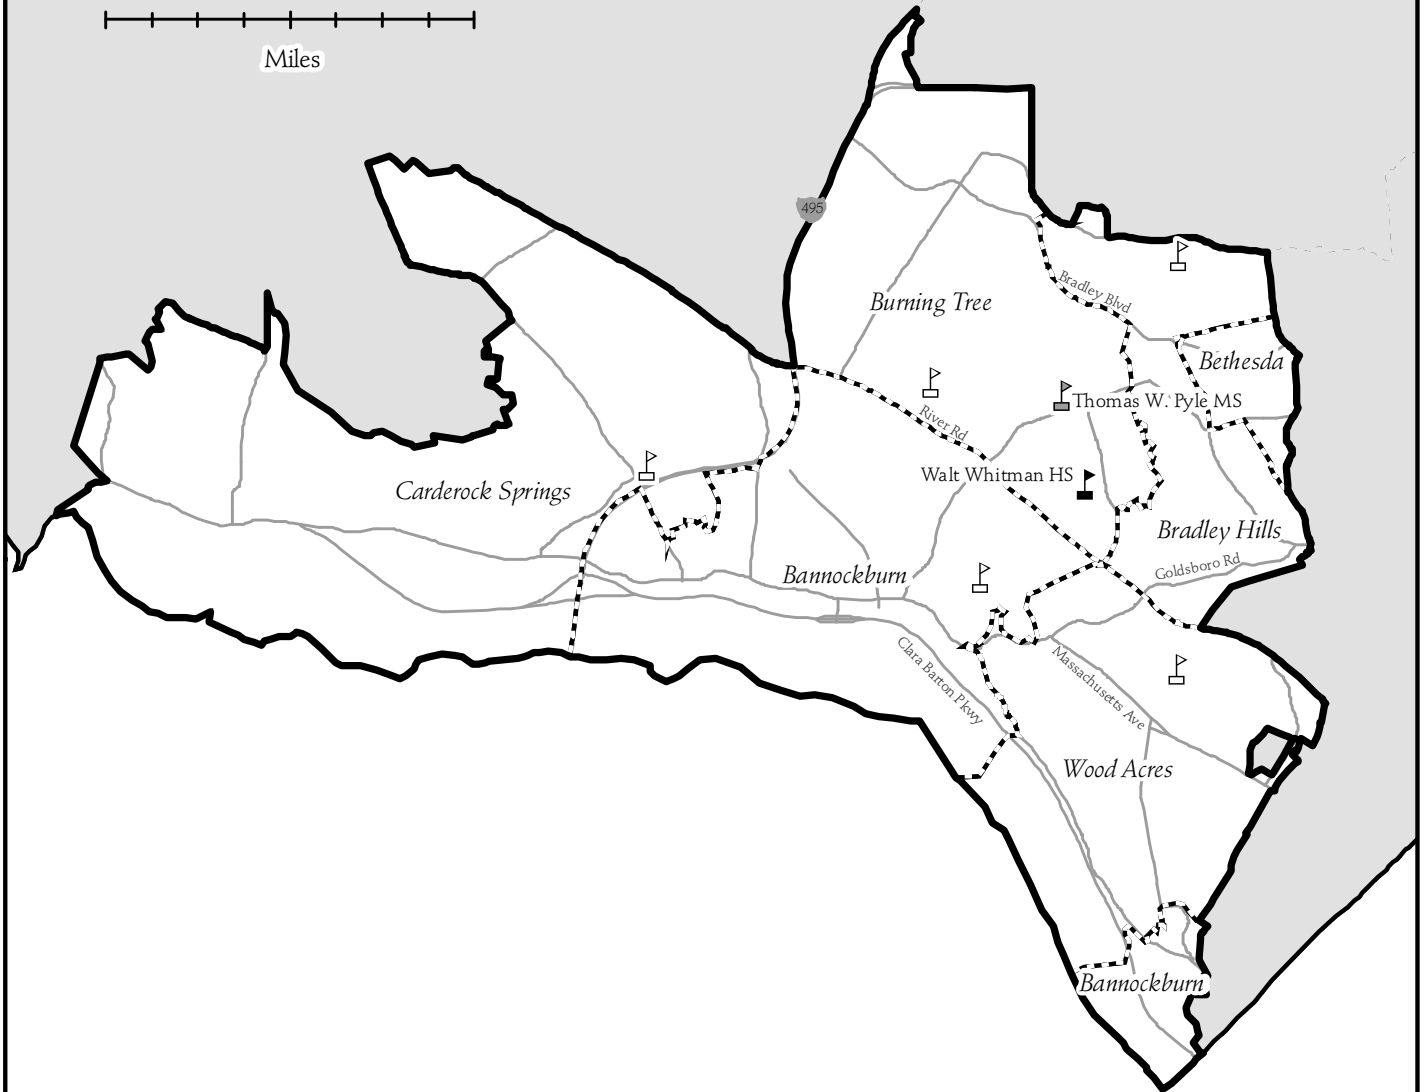 Miles
495
Bradley Blvd
Burning Tree
Bethesda
Thomas W. Pyle MS
River Rd
Walt Whitman HS
Carderock Springs
Bradley Hills
Goldsboro Rd
Bannockburn
Clara Barton Pkwy
Massachusetts Ave
Wood Acres
Bannockburn